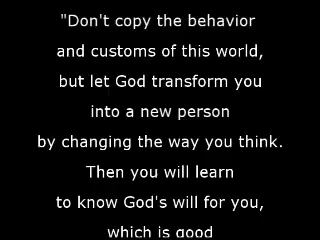 "Don't copy the behavior
and customs of this world,
but let God transform you
into a new person
by changing the way you think.
Then you will learn
to know God's will for you,
which is good